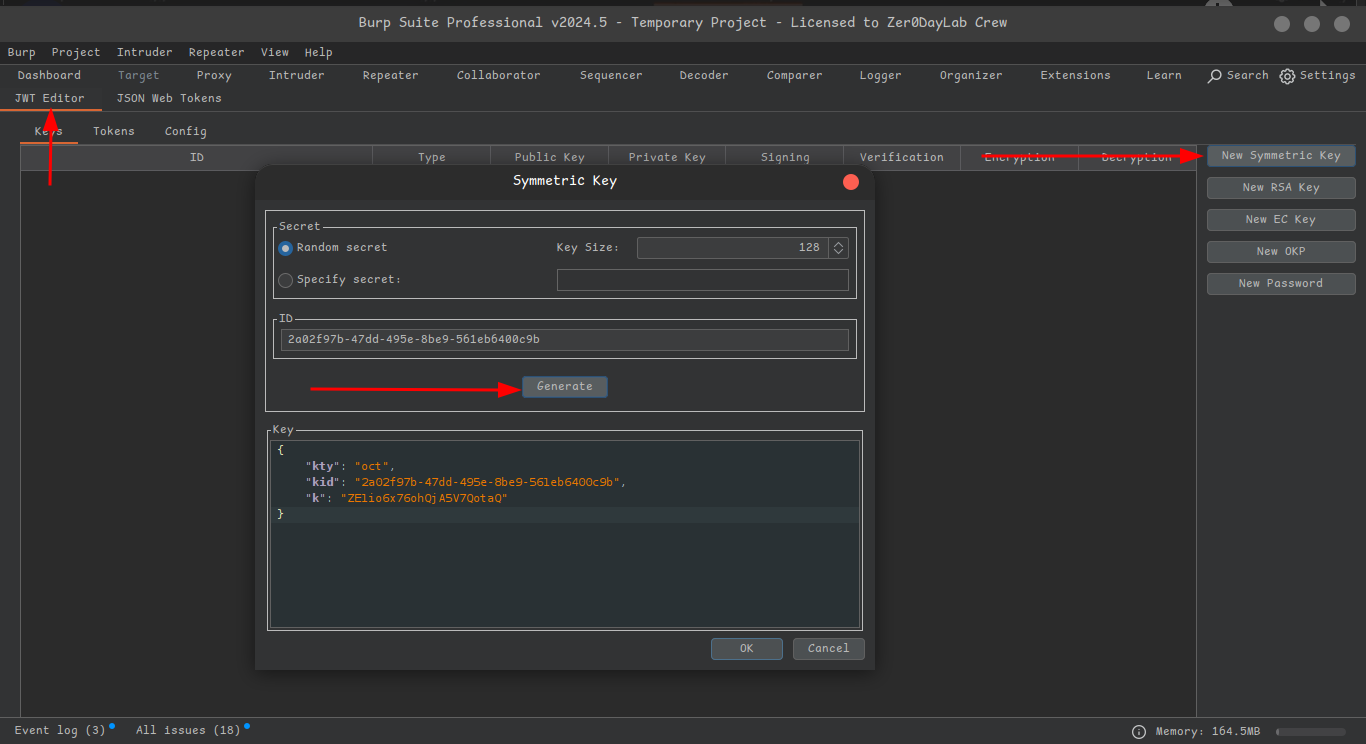 Burp Suite Professional v2024.5 - Temporary Project - Licensed to Zer0DayLab Crew
Burp Project Intruder Repeater View Help
Dashboard Target Proxy Intruder Repeater Collaborator Sequencer Decoder Comparer Logger Organizer Extensions Learn Search Settings
JWT Editor JSON Web Tokens
Keys Tokens Config
ID Type Public Key Private Key Signing Verification Encryption Decryption
New Symmetric Key
New RSA Key
New EC Key
New OKP
New Password
Symmetric Key
Secret
Random secret Key Size: 128
Specify secret:
ID
2a02f97b-47dd-495e-8be9-561eb6400c9b
Generate
Key
{
"kty": "oct",
"kid": "2a02f97b-47dd-495e-8be9-561eb6400c9b",
"k": "ZElio6x76ohQjA5V7QotaQ"
}
OK Cancel
Event log (3) All issues (18) Memory: 164.5MB